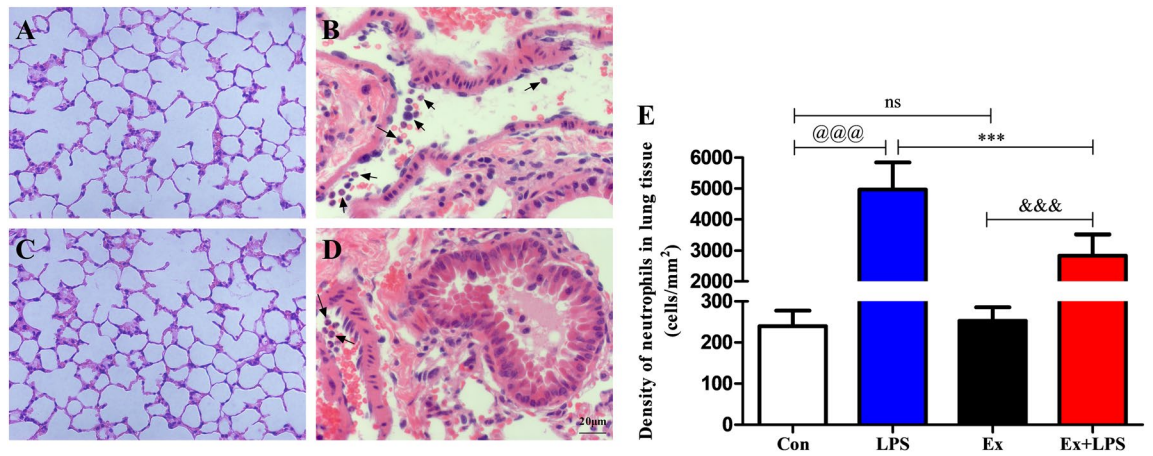 A
B
C
D
20μm
E
Density of neutrophils in lung tissue
(cells/mm²)
ns
@@@
***
&&&
6000
5000
4000
3000
2000
300
200
100
0
Con
LPS
Ex
Ex+LPS